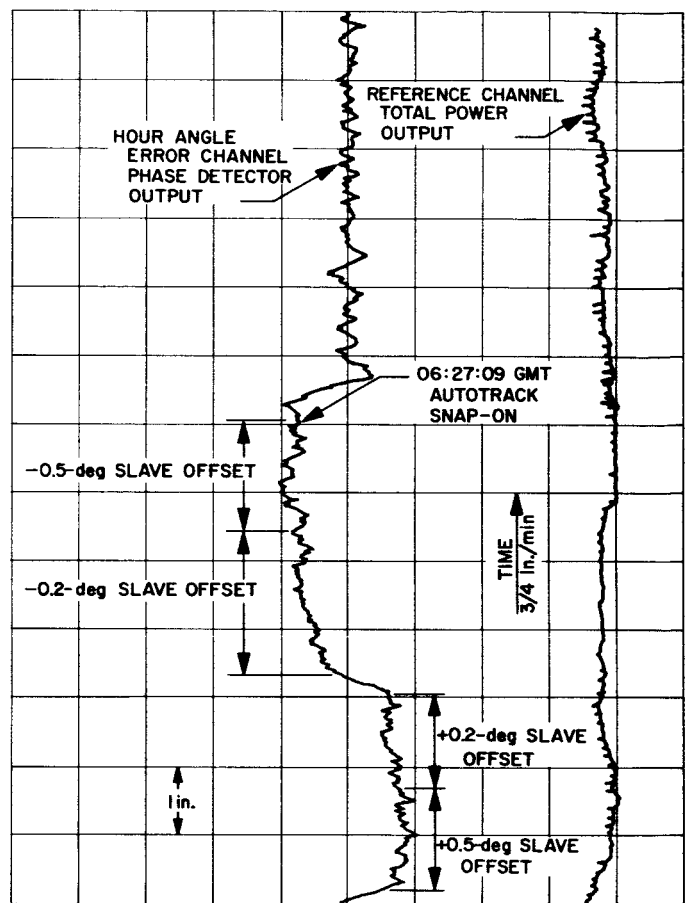 REFERENCE CHANNEL
TOTAL POWER
OUTPUT
HOUR ANGLE
ERROR CHANNEL
PHASE DETECTOR
OUTPUT
06:27:09 GMT
AUTOTRACK
SNAP-ON
-0.5-deg SLAVE OFFSET
TIME
3/4 in./min
-0.2-deg SLAVE OFFSET
+0.2-deg SLAVE
OFFSET
1 in.
+0.5-deg SLAVE
OFFSET